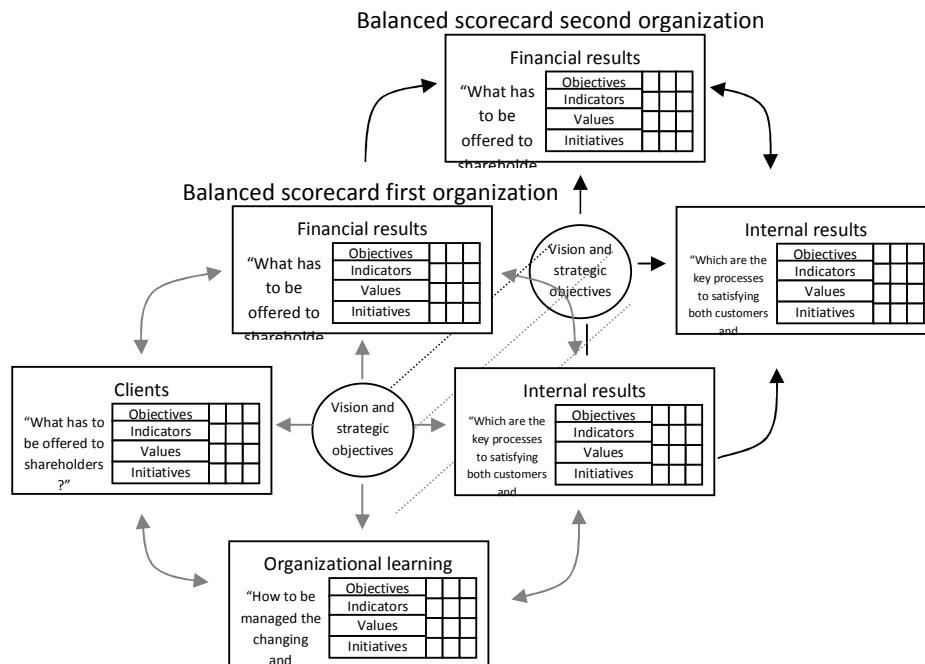 Balanced scorecard second organization
Financial results
“What has
to be
offered to
shareholde
Objectives
Indicators
Values
Initiatives
Balanced scorecard first organization
Financial results
“What has
to be
offered to
shareholde
Objectives
Indicators
Values
Initiatives
Vision and
strategic
objectives
Internal results
“Which are the
key processes
to satisfying
both customers
and
Objectives
Indicators
Values
Initiatives
Clients
“What has to
be offered to
shareholders
?”
Objectives
Indicators
Values
Initiatives
Vision and
strategic
objectives
Internal results
“Which are the
key processes
to satisfying
both customers
and
Objectives
Indicators
Values
Initiatives
Organizational learning
“How to be
managed the
changing
and
Objectives
Indicators
Values
Initiatives